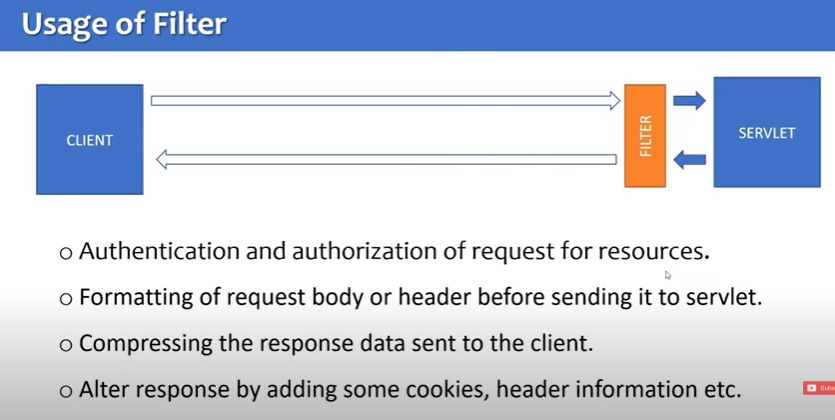 Usage of Filter
CLIENT
FILTER
SERVLET
o Authentication and authorization of request for resources.
o Formatting of request body or header before sending it to servlet.
o Compressing the response data sent to the client.
o Alter response by adding some cookies, header information etc.